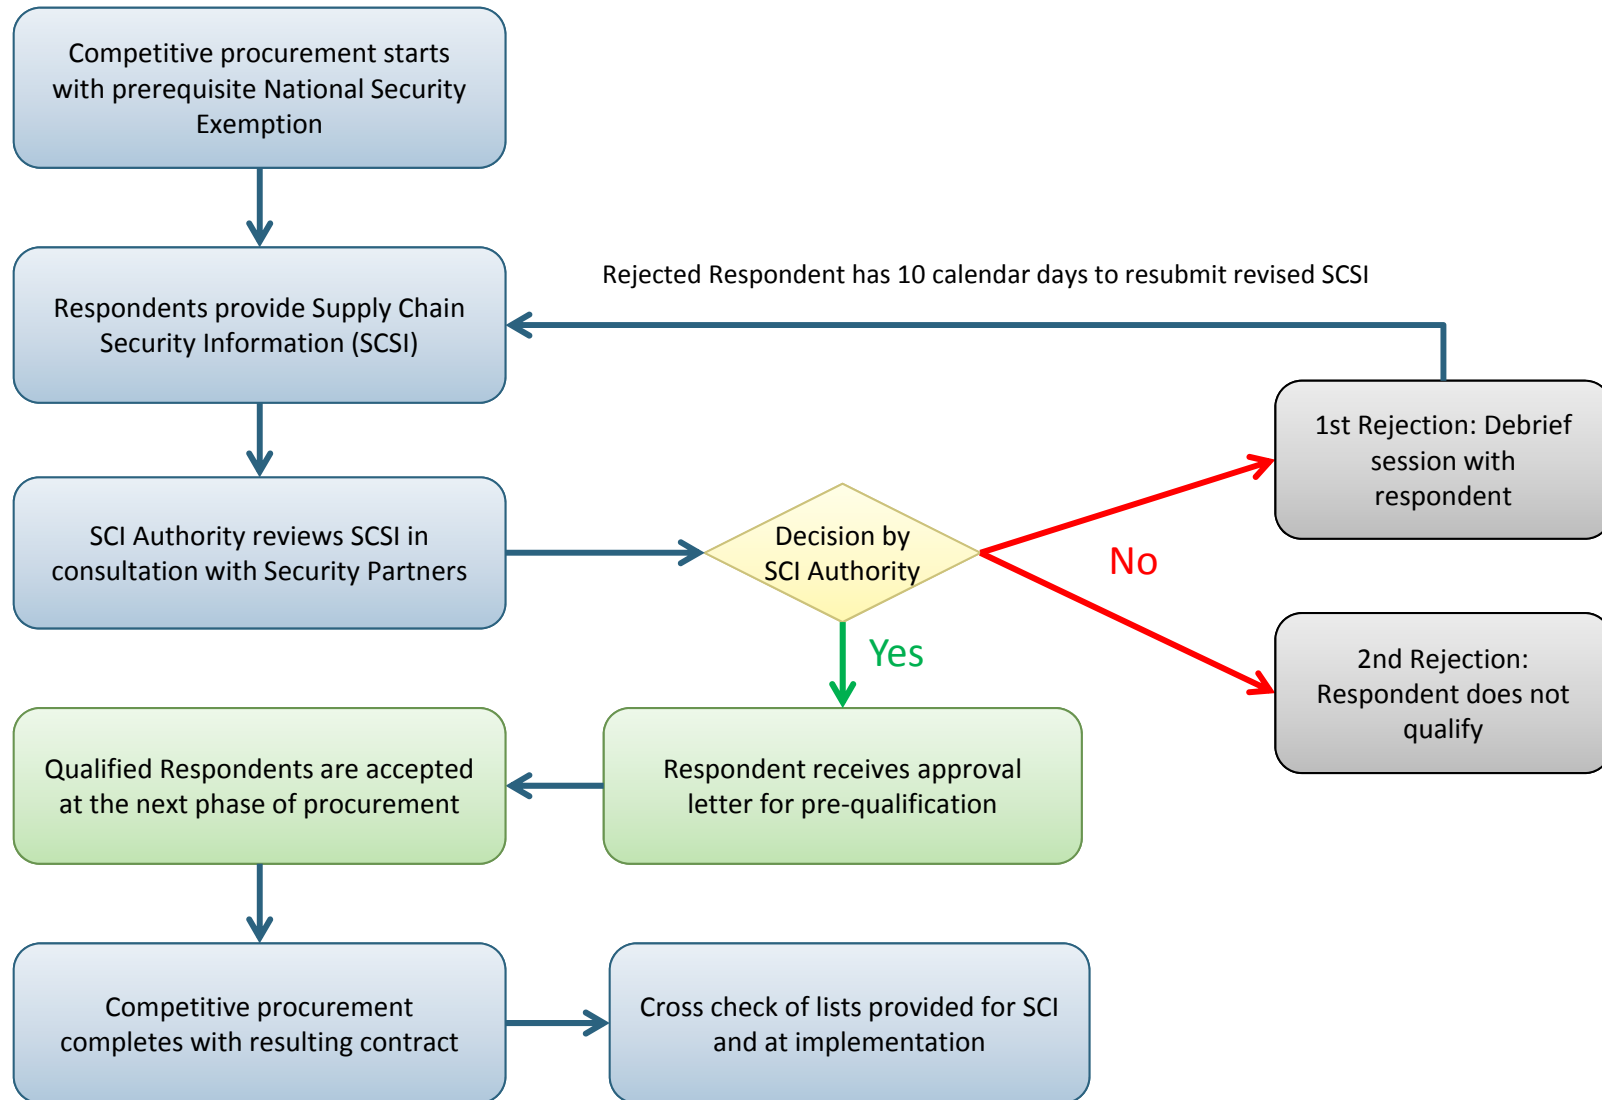 Competitive procurement starts
with prerequisite National Security
Exemption
Respondents provide Supply Chain
Security Information (SCSI)
Rejected Respondent has 10 calendar days to resubmit revised SCSI
SCI Authority reviews SCSI in
consultation with Security Partners
Decision by
SCI Authority
No
1st Rejection: Debrief
session with
respondent
2nd Rejection:
Respondent does not
qualify
Yes
Respondent receives approval
letter for pre-qualification
Qualified Respondents are accepted
at the next phase of procurement
Competitive procurement
completes with resulting contract
Cross check of lists provided for SCI
and at implementation